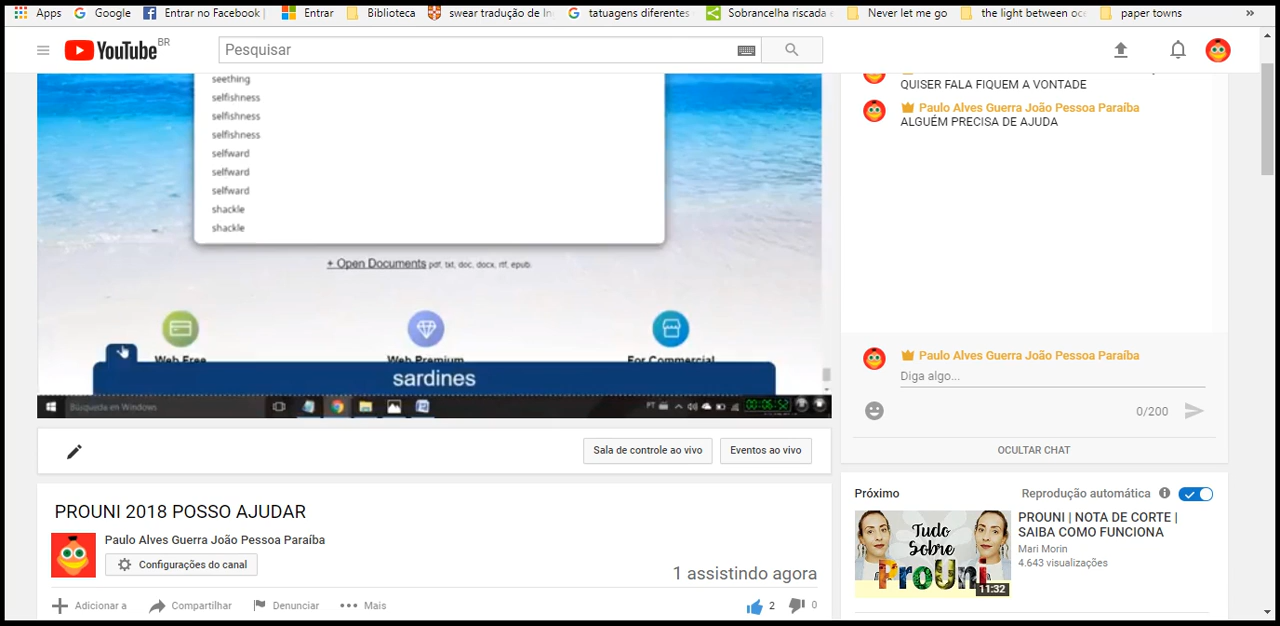 Apps Google Entrar no Facebook Entrar Biblioteca swear tradução de In tatuagens diferentes Sobrancelha riscada Never let me go the light between oce paper towns »
YouTube BR Pesquisar
seething
selfishness
selfishness
selfishness
selfward
selfward
selfward
shackle
shackle
+ Open Documents pdf, txt, doc, docx, rtf, epub.
Web Free Web Premium For Commercial
sardines
Búsqueda en Windows PT 00:06:52
Sala de controle ao vivo Eventos ao vivo
PROUNI 2018 POSSO AJUDAR
Paulo Alves Guerra João Pessoa Paraíba
Configurações do canal
1 assistindo agora
Adicionar a Compartilhar Denunciar Mais 2 0
QUISER FALA FIQUEM A VONTADE
Paulo Alves Guerra João Pessoa Paraíba
ALGUÉM PRECISA DE AJUDA
Paulo Alves Guerra João Pessoa Paraíba
Diga algo...
0/200
OCULTAR CHAT
Próximo Reprodução automática
Tudo
Sobre
ProUni
11:32
PROUNI | NOTA DE CORTE |
SAIBA COMO FUNCIONA
Mari Morin
4.643 visualizações